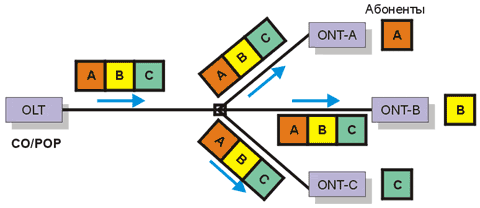 Абоненты
ONT-A
A
A B C
A B C
OLT
CO/POP
ONT-B
B
A B C
A B C
ONT-C
C